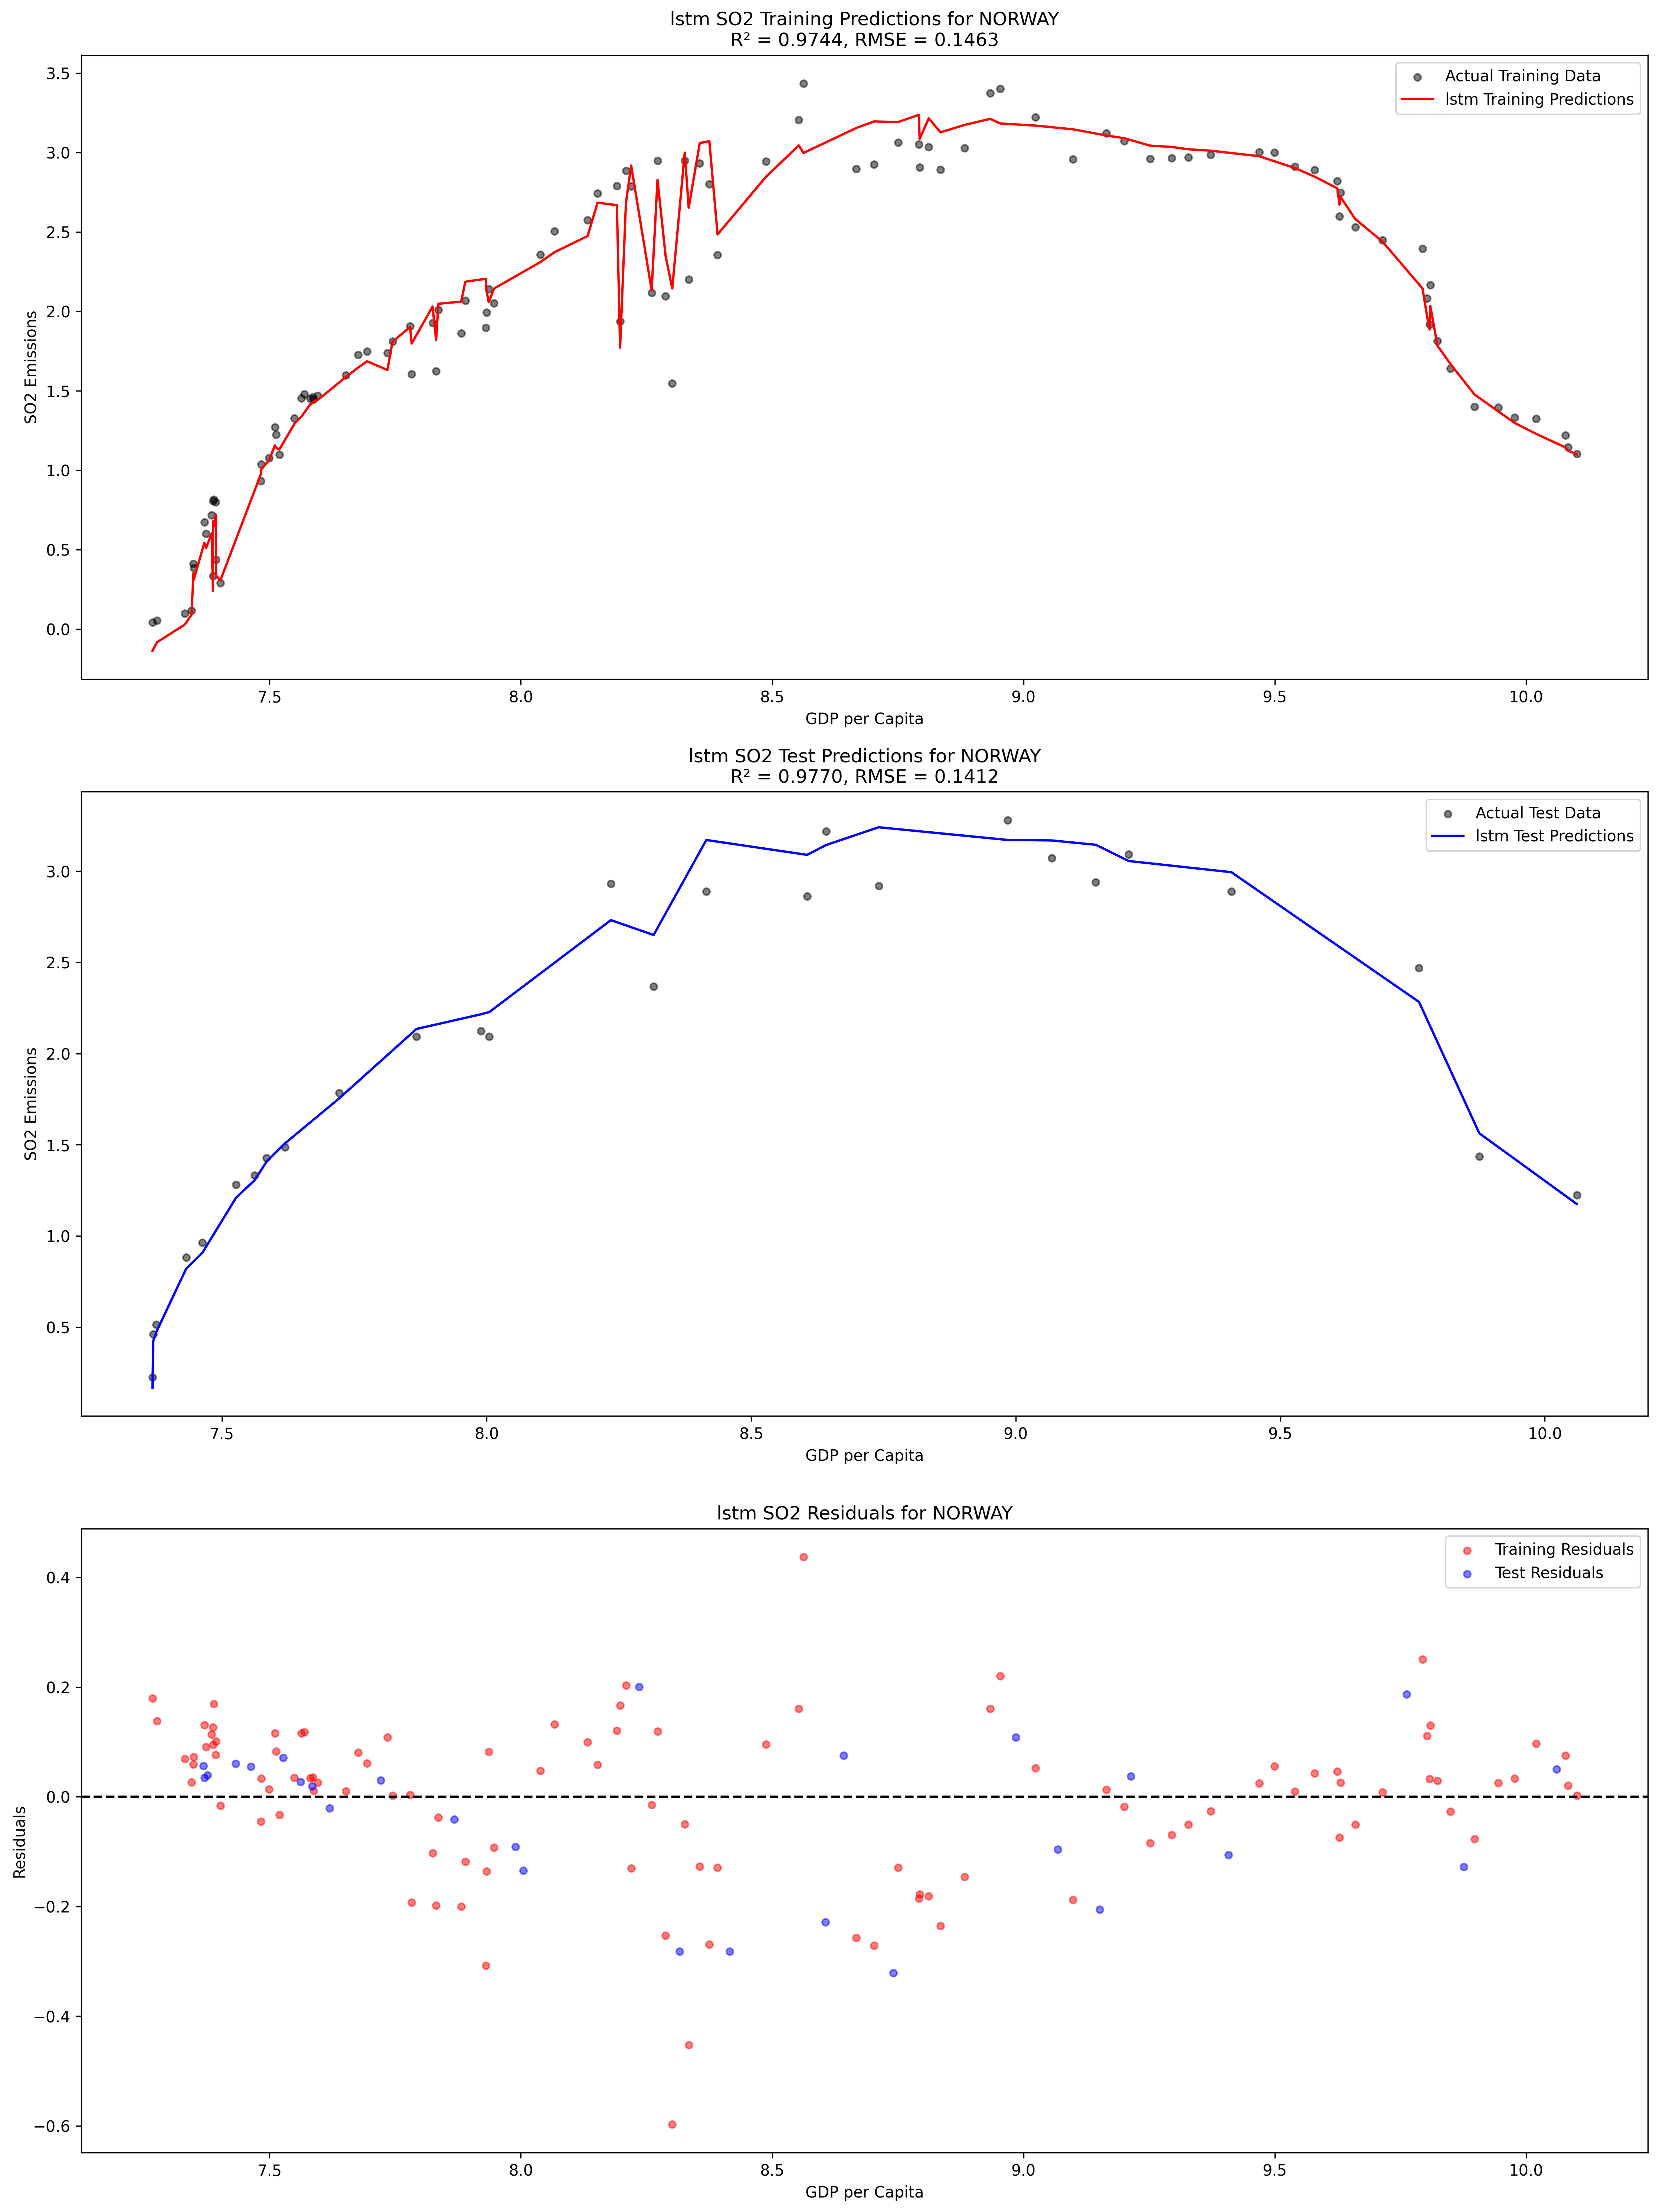 lstm SO2 Training Predictions for NORWAY
R² = 0.9744, RMSE = 0.1463
Actual Training Data
lstm Training Predictions
SO2 Emissions
3.5
3.0
2.5
2.0
1.5
1.0
0.5
0.0
7.5 8.0 8.5 9.0 9.5 10.0
GDP per Capita
lstm SO2 Test Predictions for NORWAY
R² = 0.9770, RMSE = 0.1412
Actual Test Data
lstm Test Predictions
SO2 Emissions
3.0
2.5
2.0
1.5
1.0
0.5
7.5 8.0 8.5 9.0 9.5 10.0
GDP per Capita
lstm SO2 Residuals for NORWAY
Training Residuals
Test Residuals
Residuals
0.4
0.2
0.0
−0.2
−0.4
−0.6
7.5 8.0 8.5 9.0 9.5 10.0
GDP per Capita